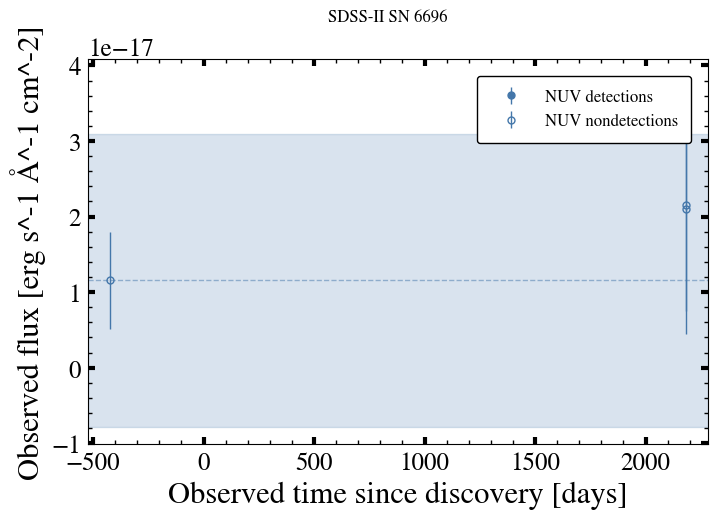 SDSS-II SN 6696
1e−17
4
3
2
1
0
−1
Observed flux [erg s^-1 Å^-1 cm^-2]
NUV detections
NUV nondetections
−500 0 500 1000 1500 2000
Observed time since discovery [days]